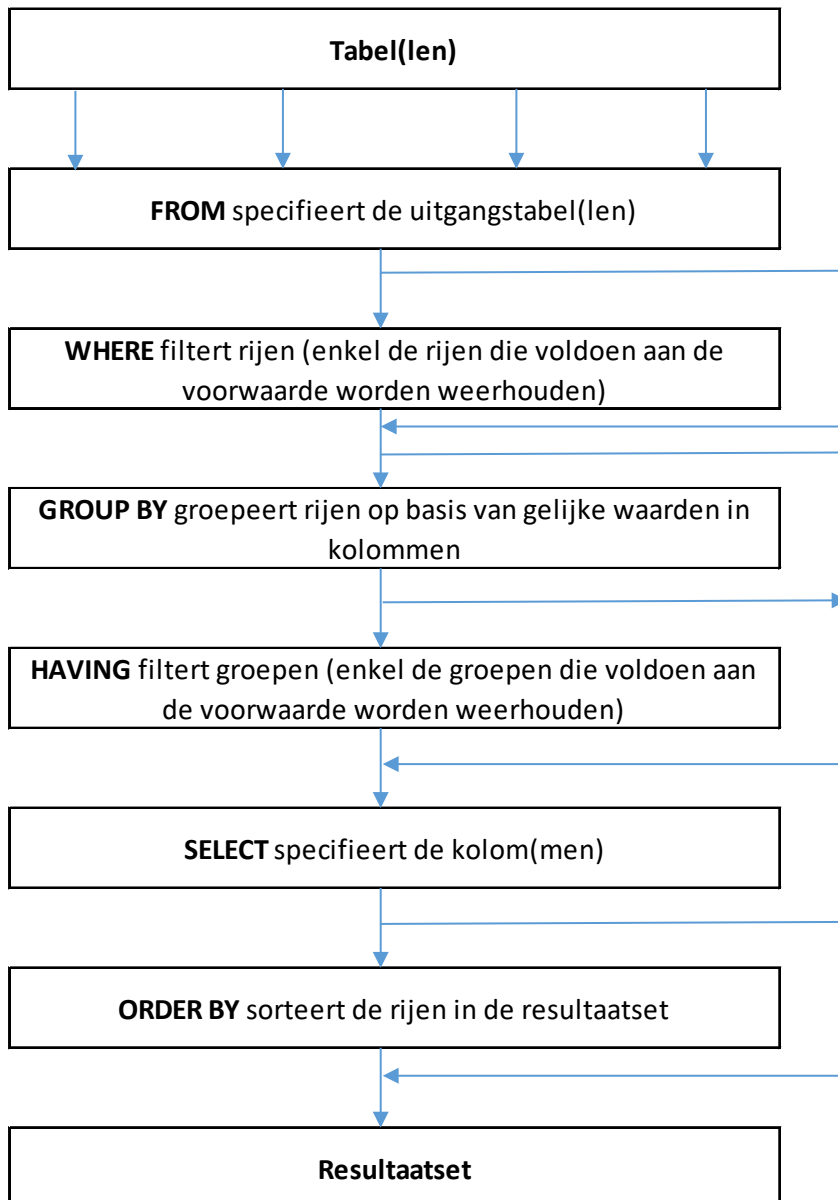 Tabel(len)
FROM specifieert de uitgangstabel(len)
WHERE filtert rijen (enkel de rijen die voldoen aan de
voorwaarde worden weerhouden)
GROUP BY groepeert rijen op basis van gelijke waarden in
kolommen
HAVING filtert groepen (enkel de groepen die voldoen aan
de voorwaarde worden weerhouden)
SELECT specifieert de kolom(men)
ORDER BY sorteert de rijen in de resultaatset
Resultaatset